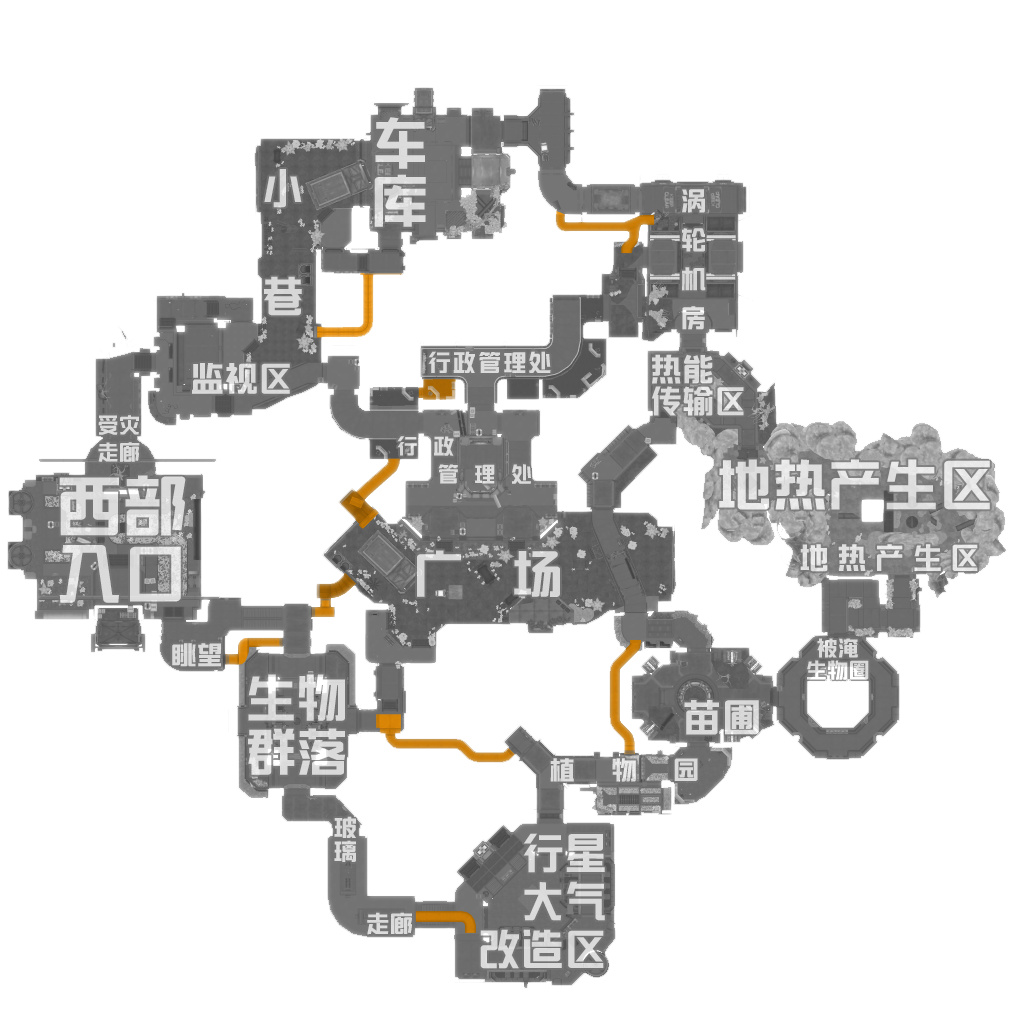 车
库
小
巷
涡
轮
机
房
行政管理处
热能
传输区
监视区
受灾
走廊
行 政
管 理 处
西部
入口
地热产生区
地热产生区
广 场
眺望
被淹
生物圈
生物
群落
苗圃
植 物 园
玻
璃
走廊
行星
大气
改造区